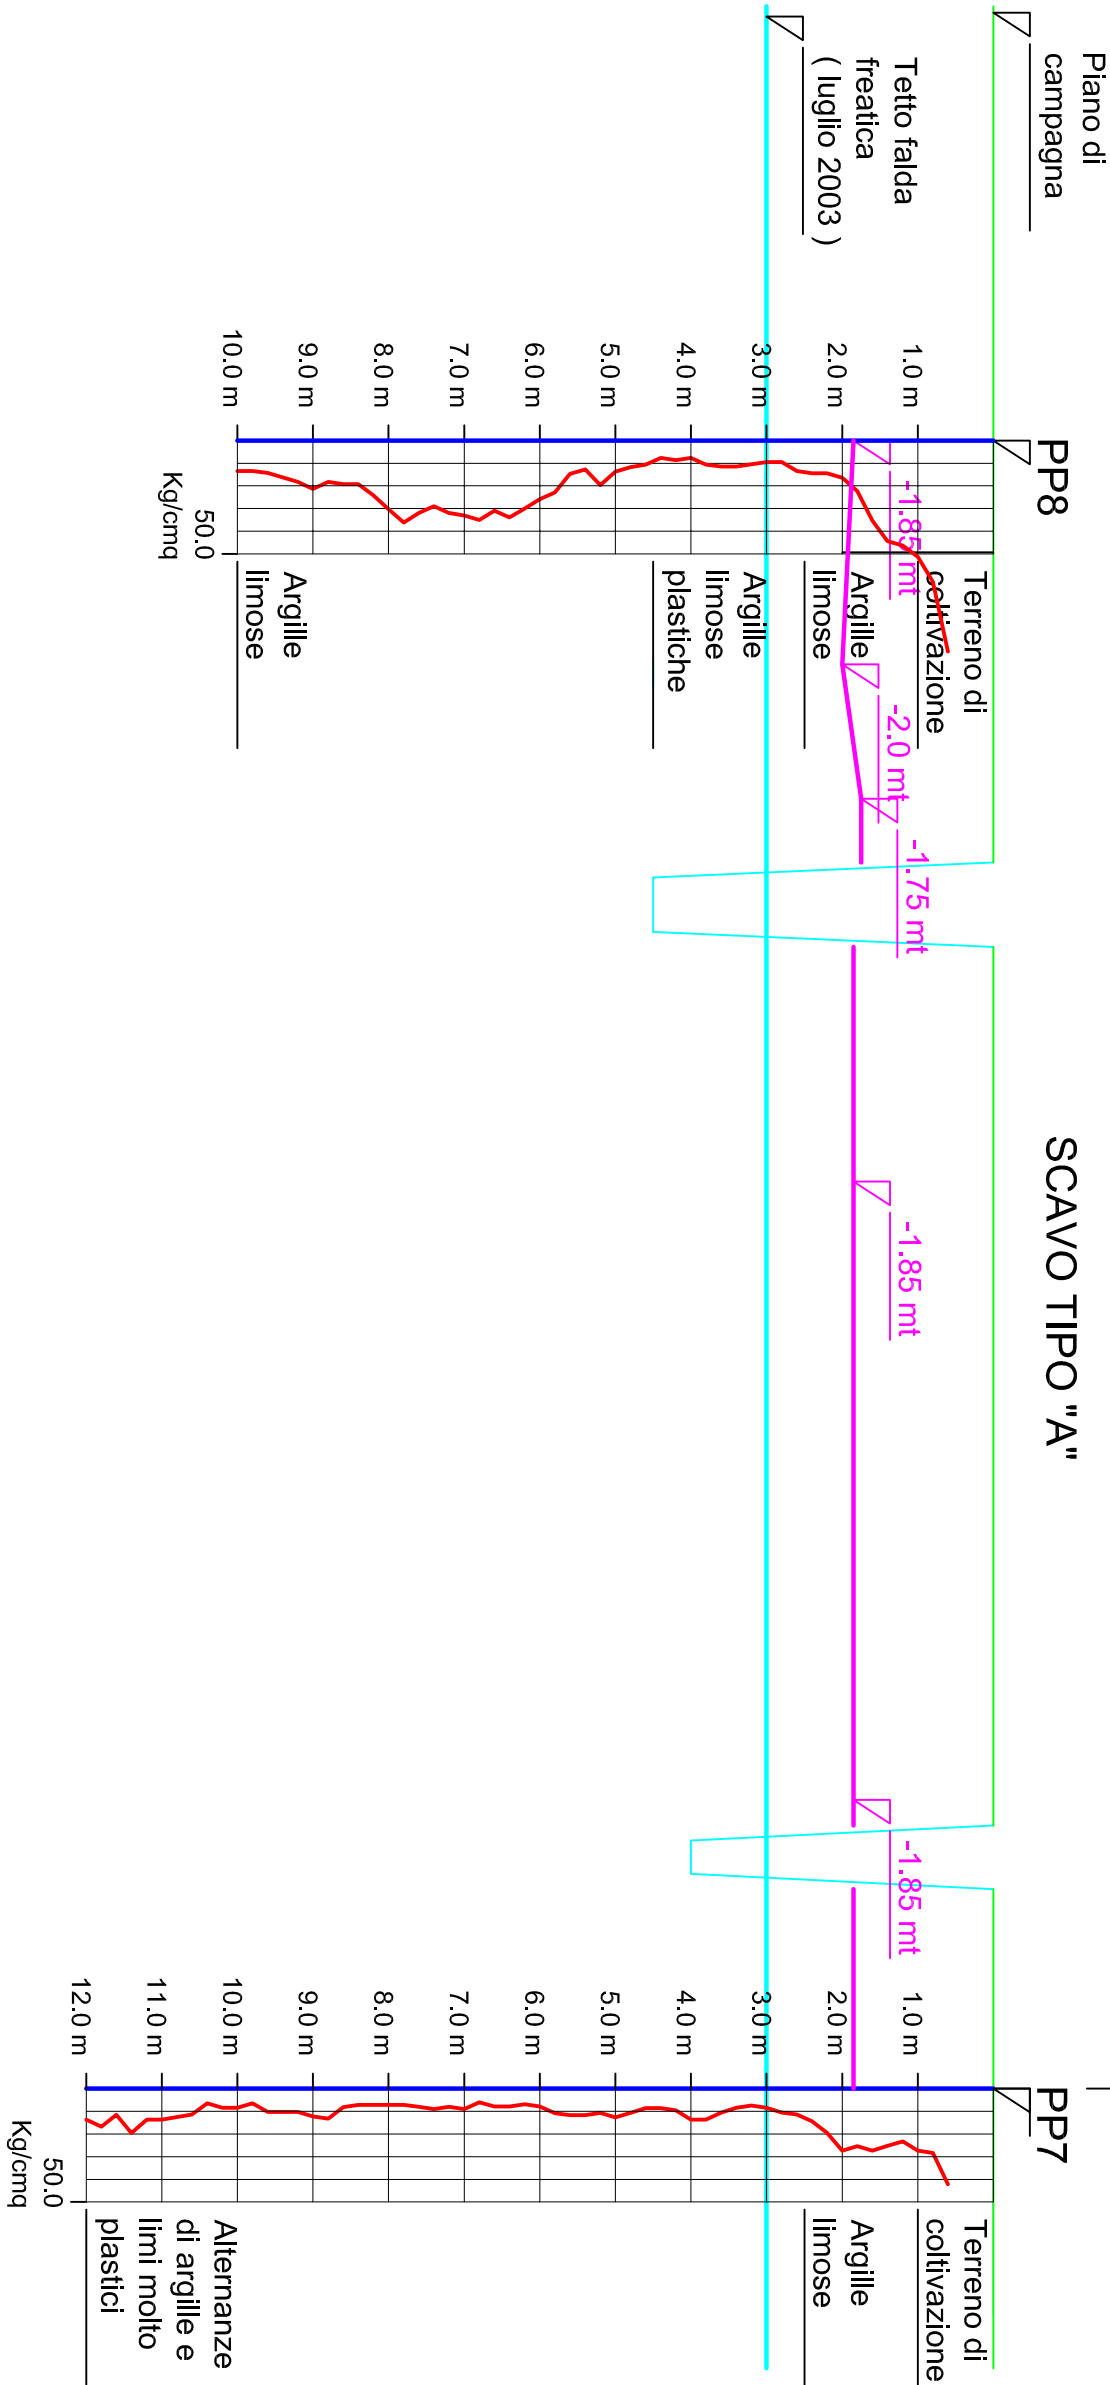 SCAVO TIPO "A"
Piano di
campagna
Tetto falda
freatica
( luglio 2003 )
PP8
1.0 m
2.0 m
3.0 m
4.0 m
5.0 m
6.0 m
7.0 m
8.0 m
9.0 m
10.0 m
50.0
Kg/cmq
Terreno di
coltivazione
Argille
limose
Argille
limose
plastiche
Argille
limose
-1.85 mt
-2.0 mt
-1.75 mt
-1.85 mt
-1.85 mt
PP7
1.0 m
2.0 m
3.0 m
4.0 m
5.0 m
6.0 m
7.0 m
8.0 m
9.0 m
10.0 m
11.0 m
12.0 m
50.0
Kg/cmq
Terreno di
coltivazione
Argille
limose
Alternanze
di argille e
limi molto
plastici